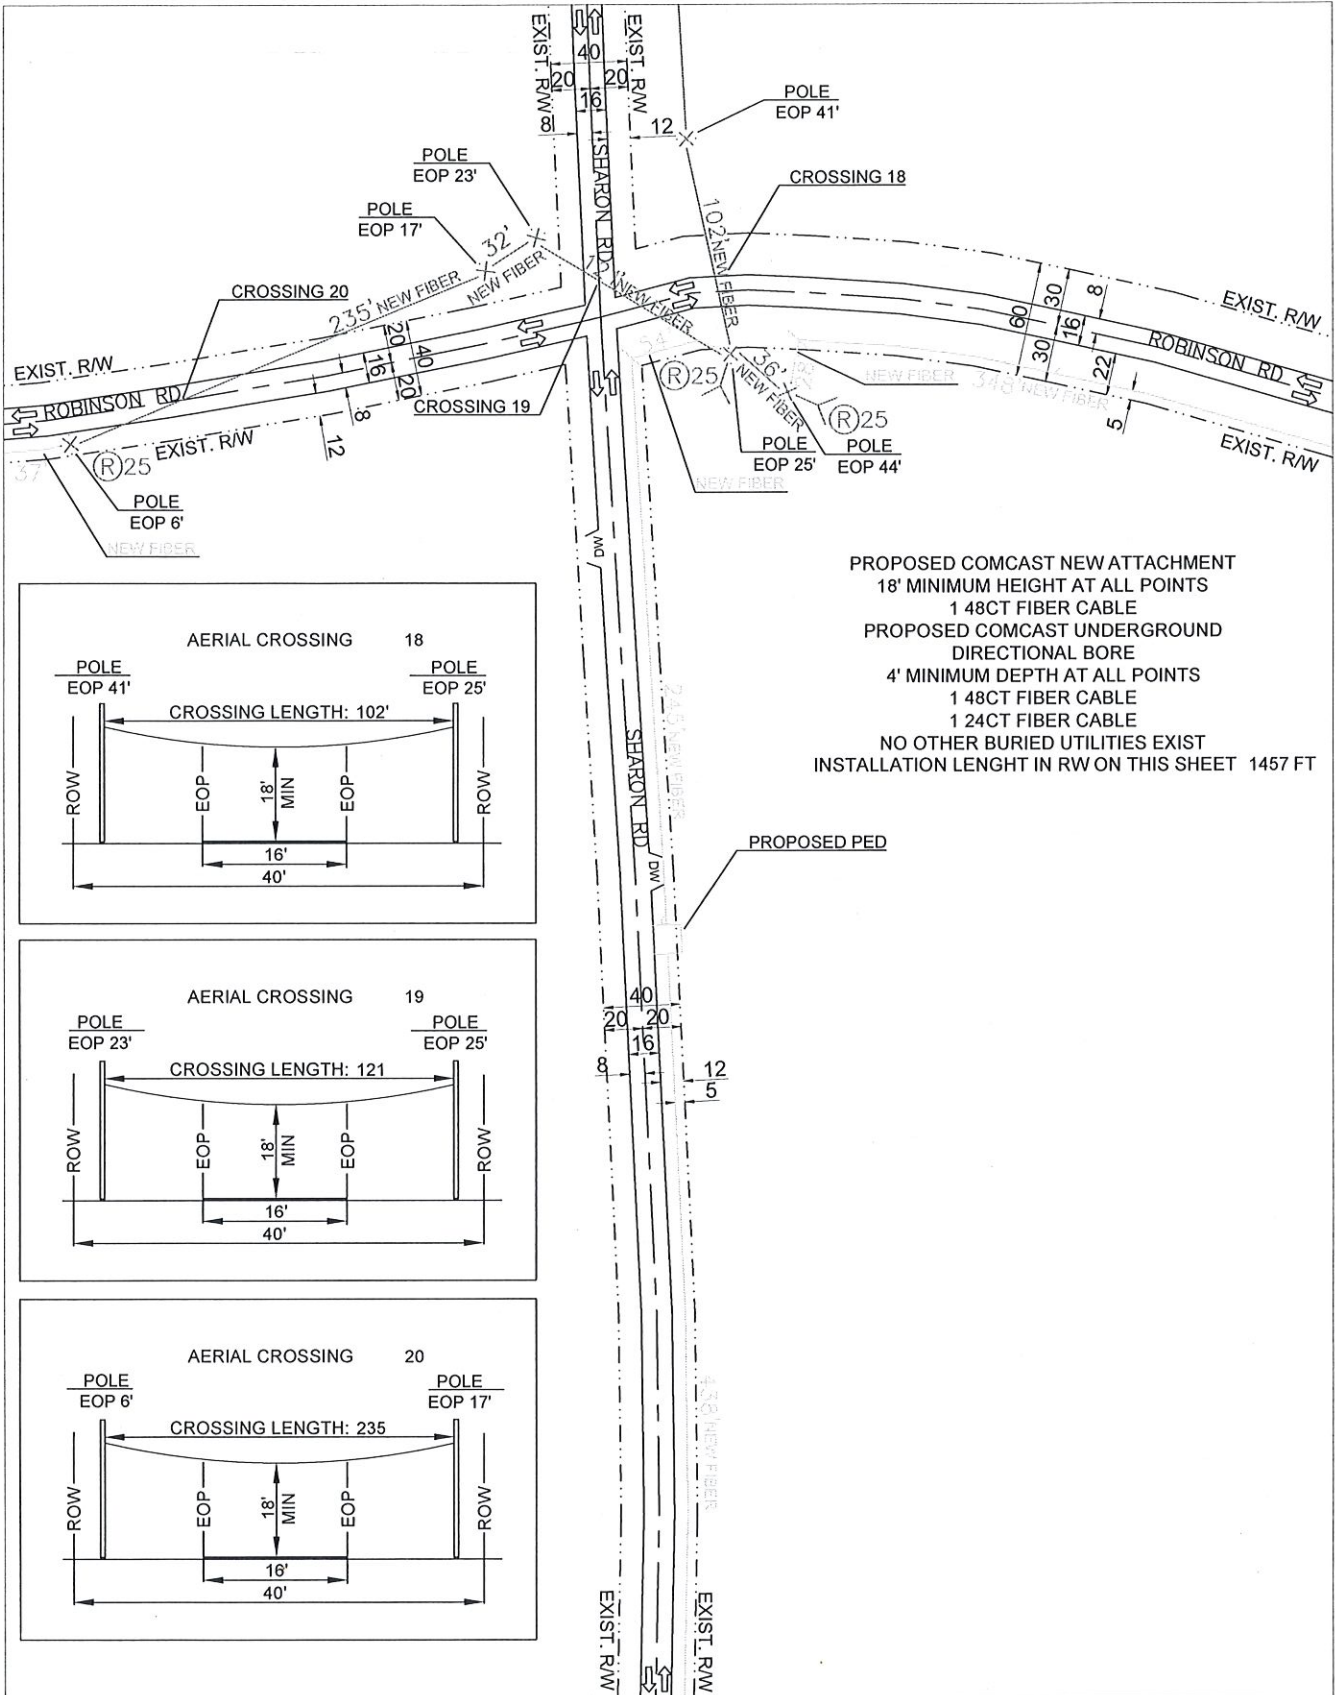 EXIST. R/W
EXIST. R/W
40
20
20
16
8
12
SHARON RD
POLE
EOP 41'
POLE
EOP 23'
POLE
EOP 17'
CROSSING 18
102' NEW FIBER
32'
NEW FIBER
235' NEW FIBER
CROSSING 20
NEW FIBER
EXIST. R/W
ROBINSON RD
20
40
16
20
8
12
CROSSING 19
EXIST. R/W
37'
R 25
POLE
EOP 6'
NEW FIBER
60
30
8
16
30
22
5
EXIST. R/W
ROBINSON RD
EXIST. R/W
54'
R 25
36'
NEW FIBER
NEW FIBER
348' NEW FIBER
R 25
POLE
EOP 25'
POLE
EOP 44'
NEW FIBER
DW
PROPOSED COMCAST NEW ATTACHMENT
18' MINIMUM HEIGHT AT ALL POINTS
1 48CT FIBER CABLE
PROPOSED COMCAST UNDERGROUND
DIRECTIONAL BORE
4' MINIMUM DEPTH AT ALL POINTS
1 48CT FIBER CABLE
1 24CT FIBER CABLE
NO OTHER BURIED UTILITIES EXIST
INSTALLATION LENGHT IN RW ON THIS SHEET 1457 FT
245' NEW FIBER
SHARON RD
DW
PROPOSED PED
40
20
20
16
8
12
5
438' NEW FIBER
EXIST. R/W
EXIST. R/W
AERIAL CROSSING 18
POLE
EOP 41'
POLE
EOP 25'
CROSSING LENGTH: 102'
ROW
EOP
18'
MIN
EOP
ROW
16'
40'
AERIAL CROSSING 19
POLE
EOP 23'
POLE
EOP 25'
CROSSING LENGTH: 121
ROW
EOP
18'
MIN
EOP
ROW
16'
40'
AERIAL CROSSING 20
POLE
EOP 6'
POLE
EOP 17'
CROSSING LENGTH: 235
ROW
EOP
18'
MIN
EOP
ROW
16'
40'